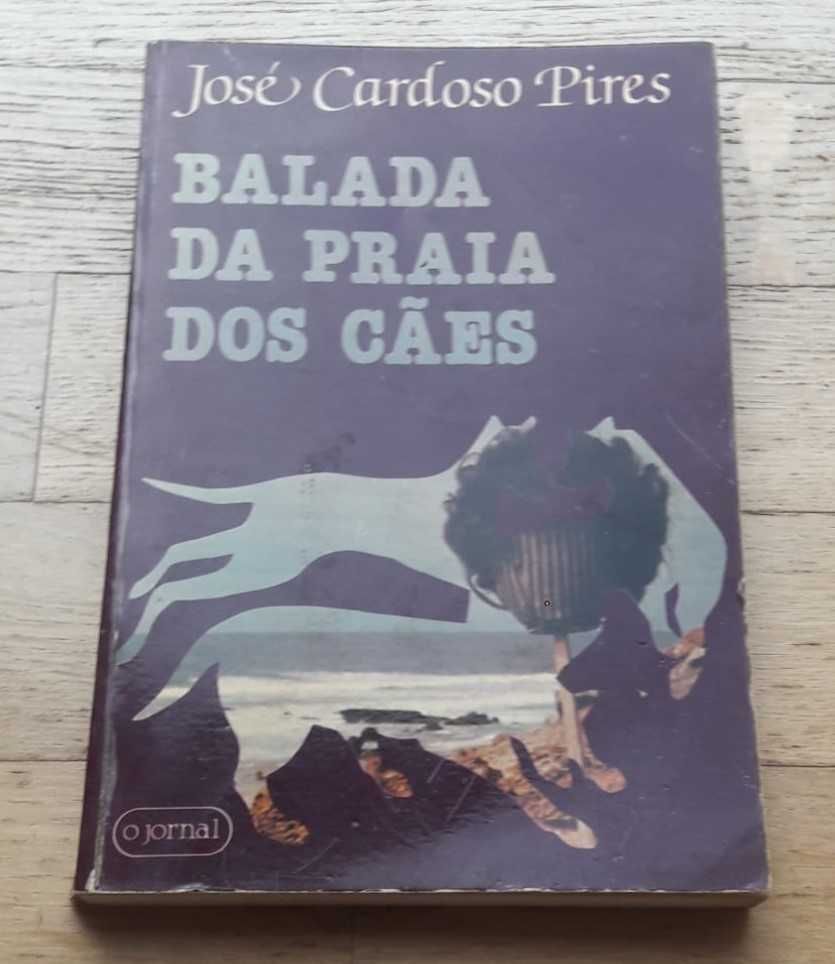 José Cardoso Pires
BALADA
DA PRAIA
DOS CÃES
o jornal